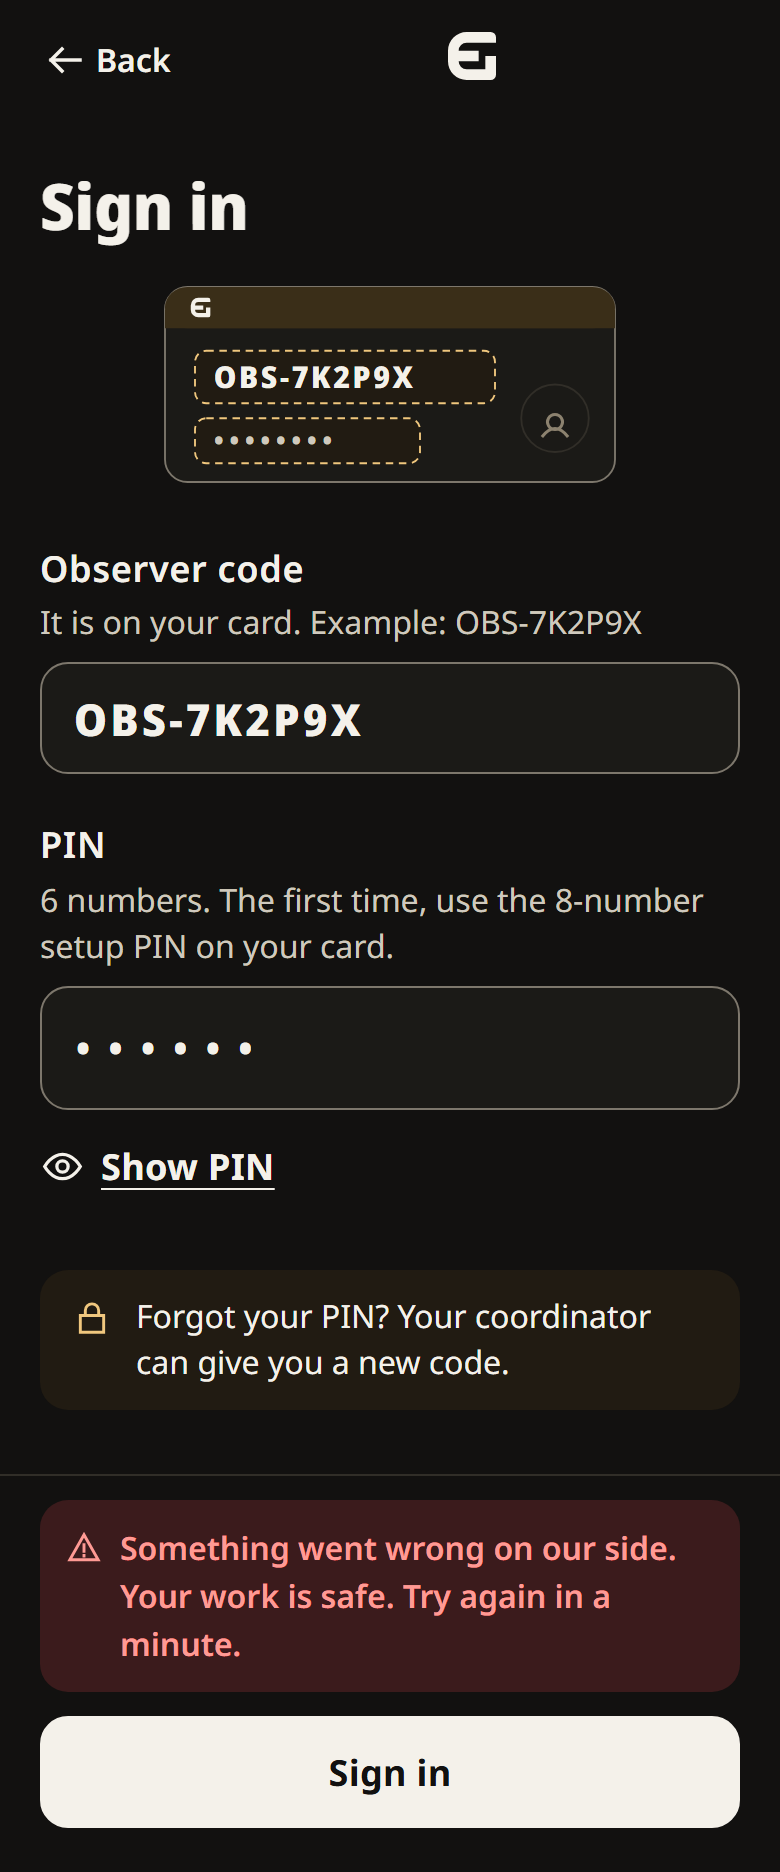 Back
Sign in
OBS-7K2P9X
••••••••
Observer code
It is on your card. Example: OBS-7K2P9X
OBS-7K2P9X
PIN
6 numbers. The first time, use the 8-number
setup PIN on your card.
••••••
Show PIN
Forgot your PIN? Your coordinator
can give you a new code.
Something went wrong on our side.
Your work is safe. Try again in a
minute.
Sign in